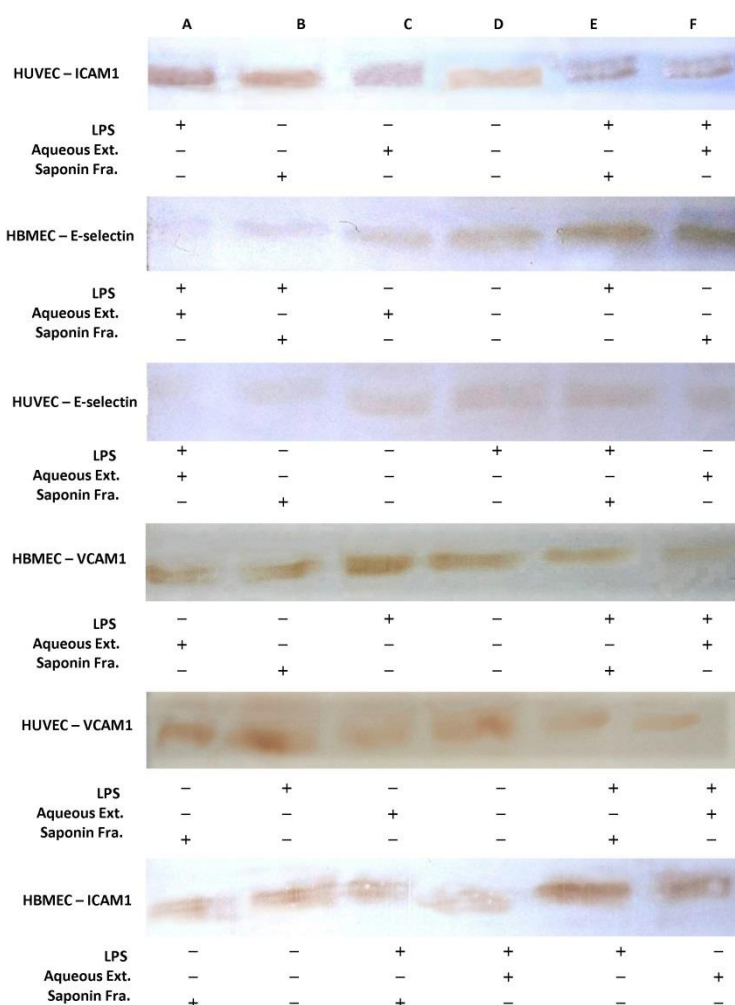 A B C D E F
HUVEC – ICAM1
LPS + – – – + +
Aqueous Ext. – – + – – +
Saponin Fra. – + – – + –
HBMEC – E-selectin
LPS + + – – + –
Aqueous Ext. + – + – – –
Saponin Fra. – + – – – +
HUVEC – E-selectin
LPS + – – + + –
Aqueous Ext. + – – – – +
Saponin Fra. – + – – + –
HBMEC – VCAM1
LPS – – + – + +
Aqueous Ext. + – – – – +
Saponin Fra. – + – – + –
HUVEC – VCAM1
LPS – + – – + +
Aqueous Ext. – – + – – +
Saponin Fra. + – – – + –
HBMEC – ICAM1
LPS – – + + + –
Aqueous Ext. – – – + – +
Saponin Fra. + – + – – –